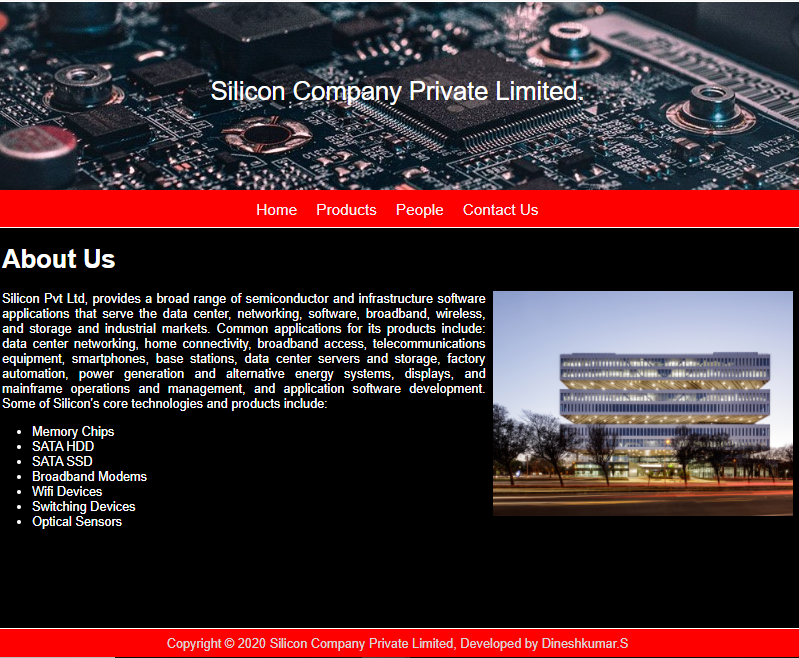 Silicon Company Private Limited.
Home Products People Contact Us
About Us
Silicon Pvt Ltd, provides a broad range of semiconductor and infrastructure software
applications that serve the data center, networking, software, broadband, wireless,
and storage and industrial markets. Common applications for its products include:
data center networking, home connectivity, broadband access, telecommunications
equipment, smartphones, base stations, data center servers and storage, factory
automation, power generation and alternative energy systems, displays, and
mainframe operations and management, and application software development.
Some of Silicon's core technologies and products include:
• Memory Chips
• SATA HDD
• SATA SSD
• Broadband Modems
• Wifi Devices
• Switching Devices
• Optical Sensors
Copyright © 2020 Silicon Company Private Limited, Developed by Dineshkumar.S